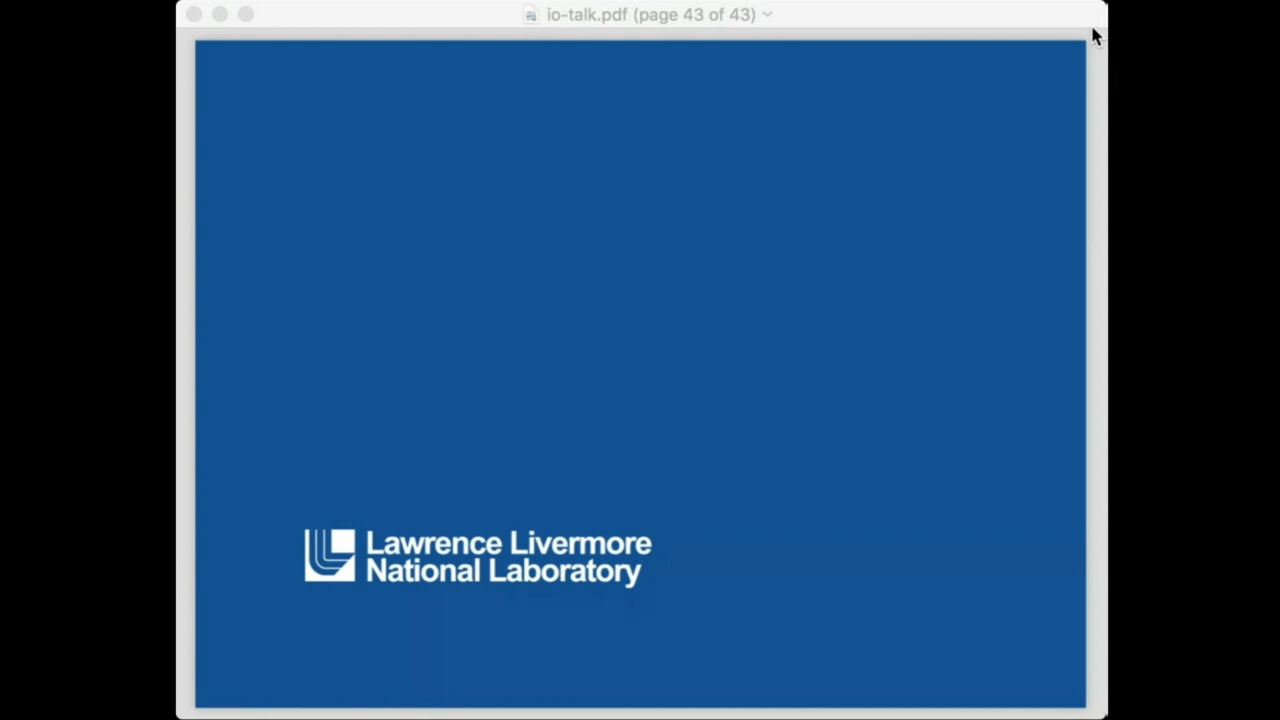 io-talk.pdf (page 43 of 43)
Lawrence Livermore
National Laboratory